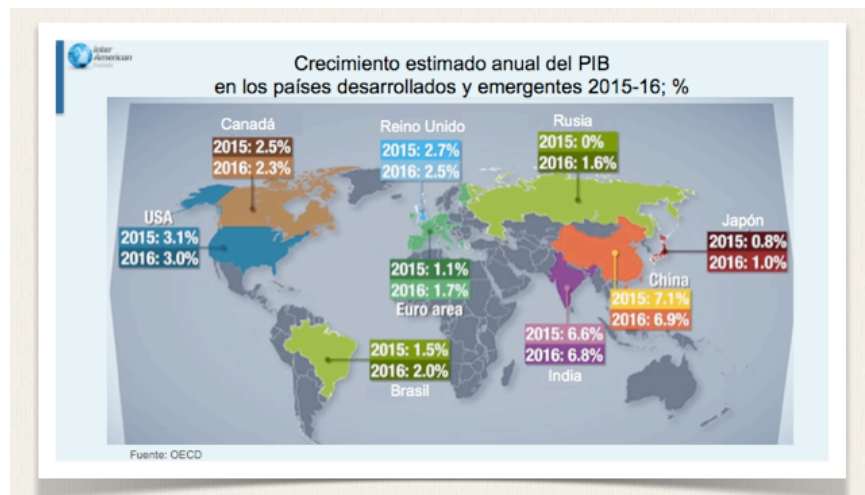 inter
American
Crecimiento estimado anual del PIB
en los países desarrollados y emergentes 2015-16; %
Canadá
2015: 2.5%
2016: 2.3%
Reino Unido
2015: 2.7%
2016: 2.5%
Rusia
2015: 0%
2016: 1.6%
USA
2015: 3.1%
2016: 3.0%
2015: 1.1%
2016: 1.7%
Euro area
Japón
2015: 0.8%
2016: 1.0%
China
2015: 7.1%
2016: 6.9%
2015: 6.6%
2016: 6.8%
India
2015: 1.5%
2016: 2.0%
Brasil
Fuente: OECD